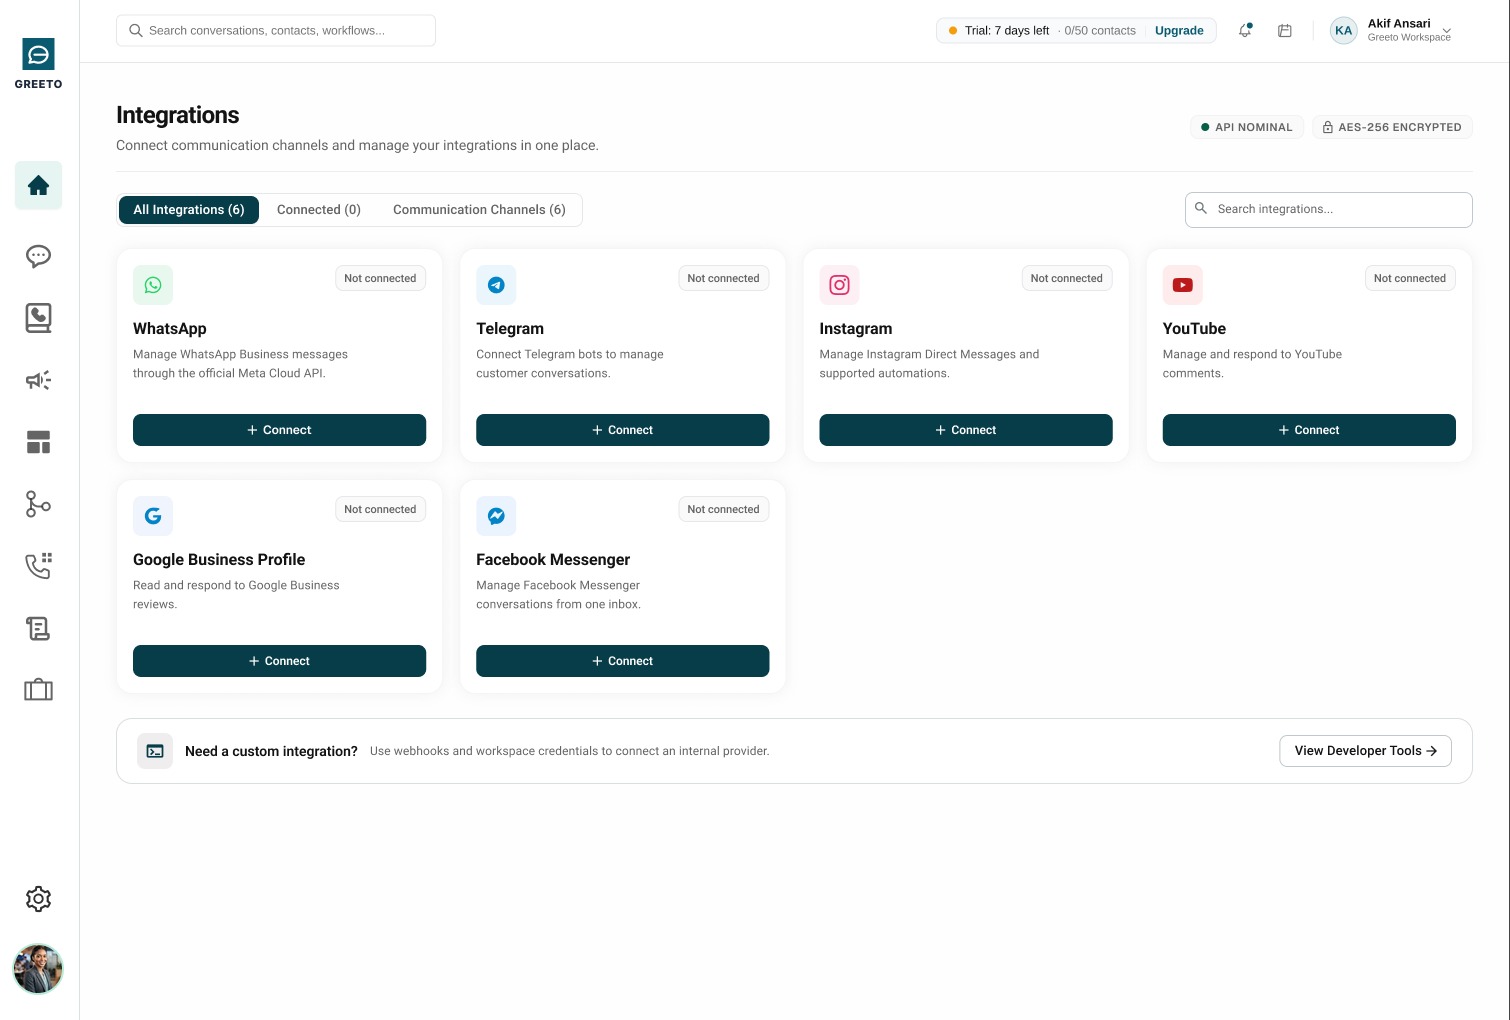 Search conversations, contacts, workflows...
Trial: 7 days left · 0/50 contacts Upgrade
KA
Akif Ansari
Greeto Workspace
GREETO
Integrations
Connect communication channels and manage your integrations in one place.
API NOMINAL
AES-256 ENCRYPTED
All Integrations (6)
Connected (0)
Communication Channels (6)
Search integrations...
Not connected
WhatsApp
Manage WhatsApp Business messages
through the official Meta Cloud API.
+ Connect
Not connected
Telegram
Connect Telegram bots to manage
customer conversations.
+ Connect
Not connected
Instagram
Manage Instagram Direct Messages and
supported automations.
+ Connect
Not connected
YouTube
Manage and respond to YouTube
comments.
+ Connect
G
Not connected
Google Business Profile
Read and respond to Google Business
reviews.
+ Connect
Not connected
Facebook Messenger
Manage Facebook Messenger
conversations from one inbox.
+ Connect
Need a custom integration? Use webhooks and workspace credentials to connect an internal provider.
View Developer Tools →